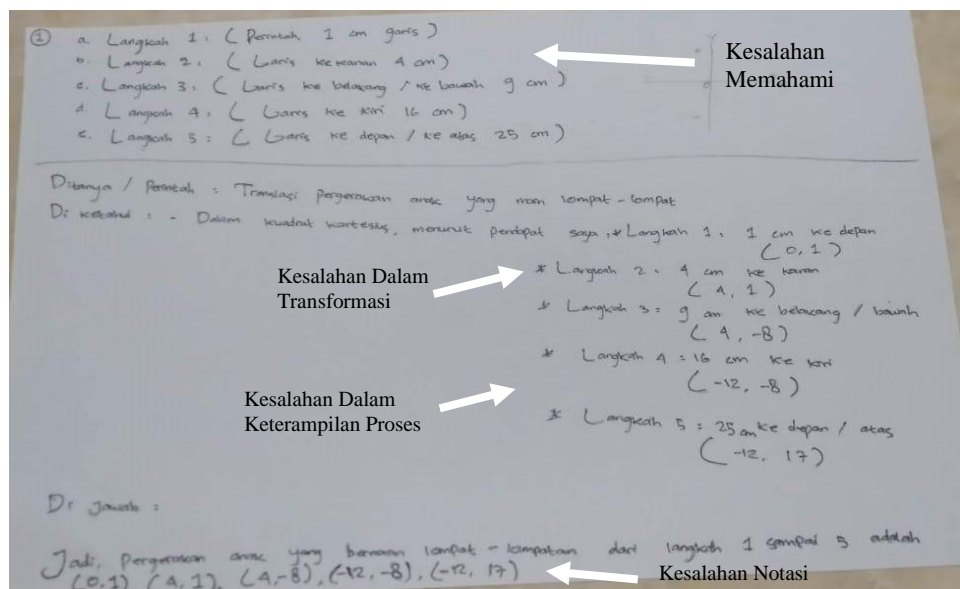 ① a. Langkah 1 : ( Perintah 1 cm garis )
b. Langkah 2 : ( Garis ke kanan 4 cm )
c. Langkah 3 : ( Garis ke belakang / ke bawah 9 cm )
d. Langkah 4 : ( Garis ke kiri 16 cm )
e. Langkah 5 : ( Garis ke depan / ke atas 25 cm )
Kesalahan
Memahami
Ditanya / Perintah : Translasi pergerakan anak yang main lompat - lompat
Di ketahui : - Dalam kuadrat kartesius, menurut pendapat saya : * Langkah 1 : 1 cm ke depan
( 0, 1 )
* Langkah 2 : 4 cm ke kanan
( 4, 1 )
* Langkah 3 : 9 cm ke belakang / bawah
( 4, -8 )
* Langkah 4 : 16 cm ke kiri
( -12, -8 )
* Langkah 5 : 25 cm ke depan / atas
( -12, 17 )
Kesalahan Dalam
Transformasi
Kesalahan Dalam
Keterampilan Proses
Di jawab :
Jadi, pergerakan anak yang bermain lompat - lompatan dari langkah 1 sampai 5 adalah
(0,1) (4,1), (4,-8), (-12,-8), (-12, 17)
Kesalahan Notasi